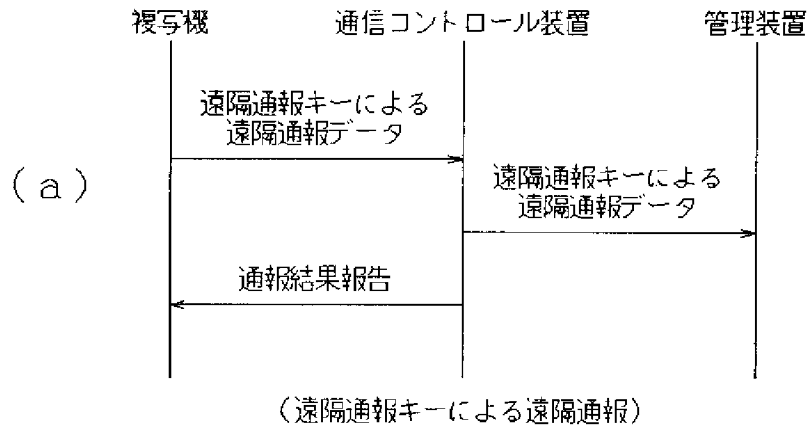 複写機 通信コントロール装置 管理装置
遠隔通報キーによる
遠隔通報データ
(a)
遠隔通報キーによる
遠隔通報データ
通報結果報告
(遠隔通報キーによる遠隔通報)